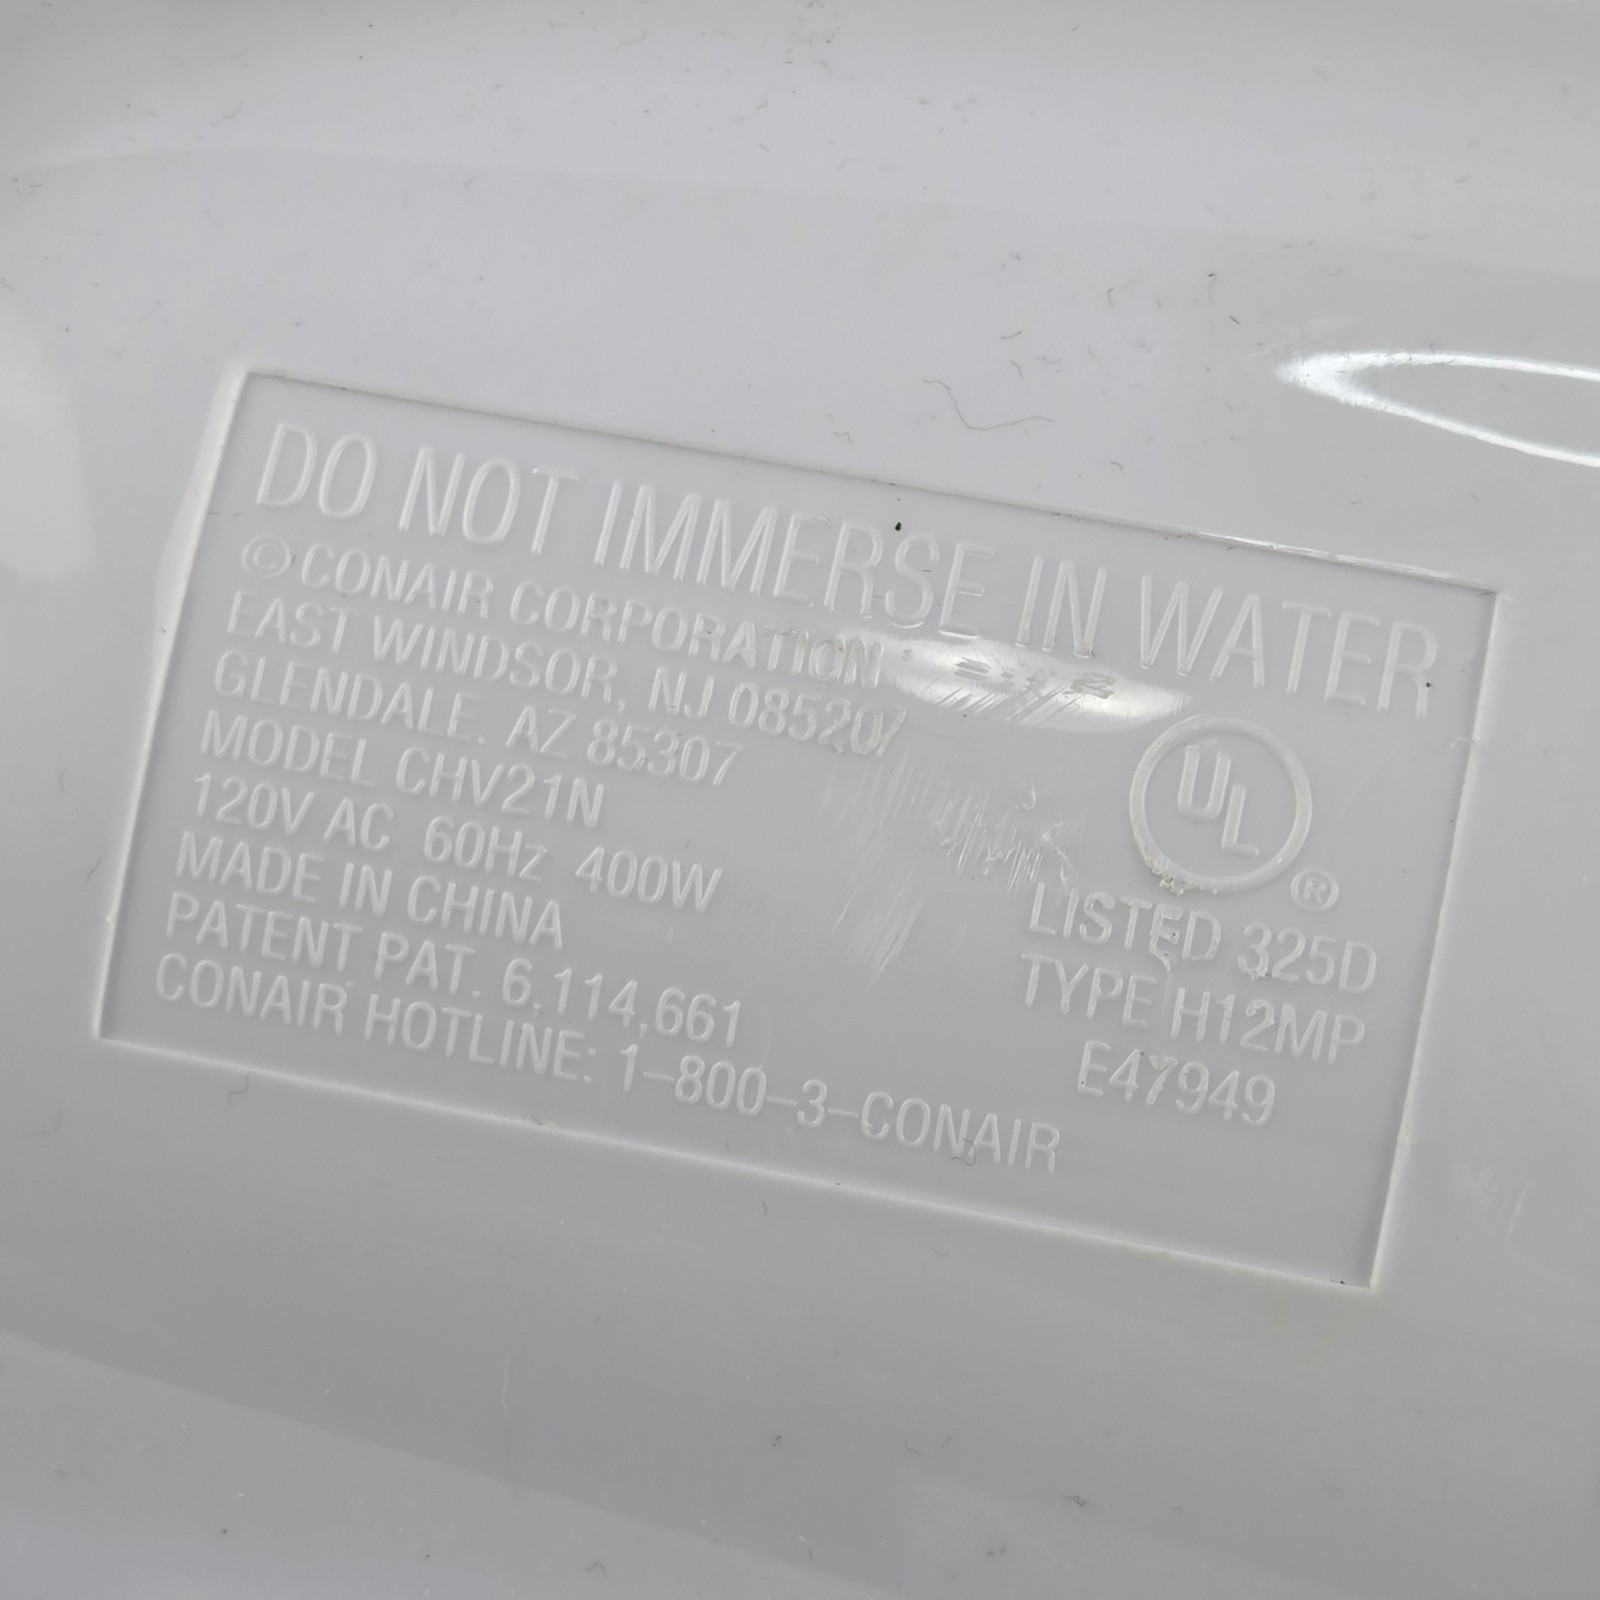 DO NOT IMMERSE IN WATER
©CONAIR CORPORATION
EAST WINDSOR, NJ 08520/
GLENDALE. AZ 85307
MODEL CHV21N
120V AC 60Hz 400W
MADE IN CHINA
PATENT PAT. 6,114,661
CONAIR HOTLINE: 1-800-3-CONAIR
UL®
LISTED 325D
TYPE H12MP
E47949